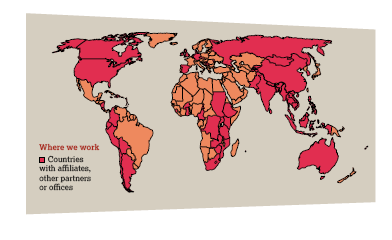 Where we work
Countries
with affiliates,
other partners
or offices